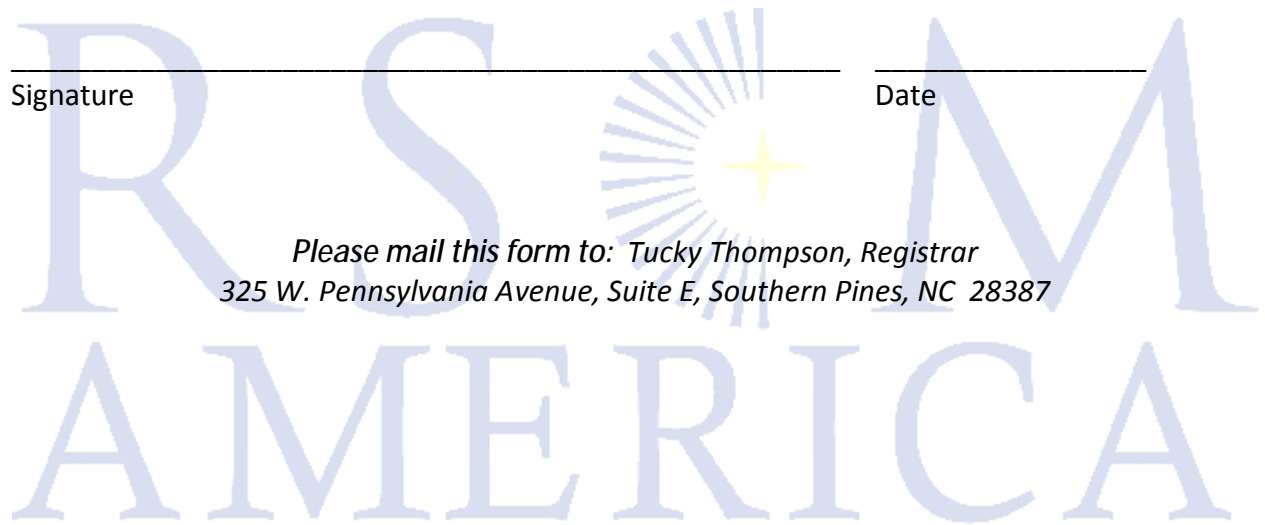 Signature Date
Please mail this form to: Tucky Thompson, Registrar
325 W. Pennsylvania Avenue, Suite E, Southern Pines, NC 28387
RSCM
AMERICA